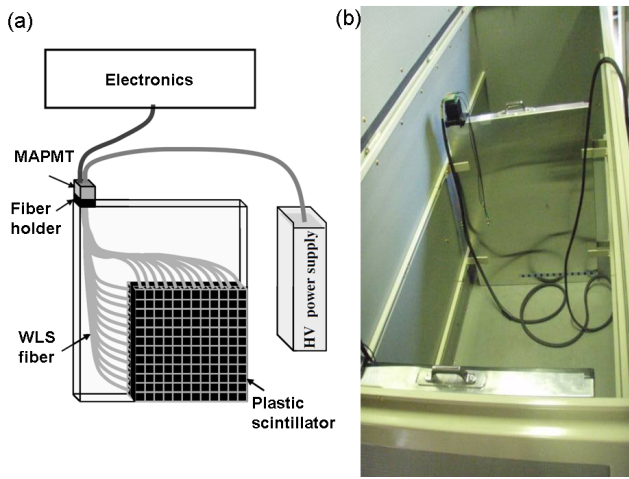 (a)
(b)
Electronics
MAPMT
Fiber
holder
WLS
fiber
HV power supply
Plastic
scintillator